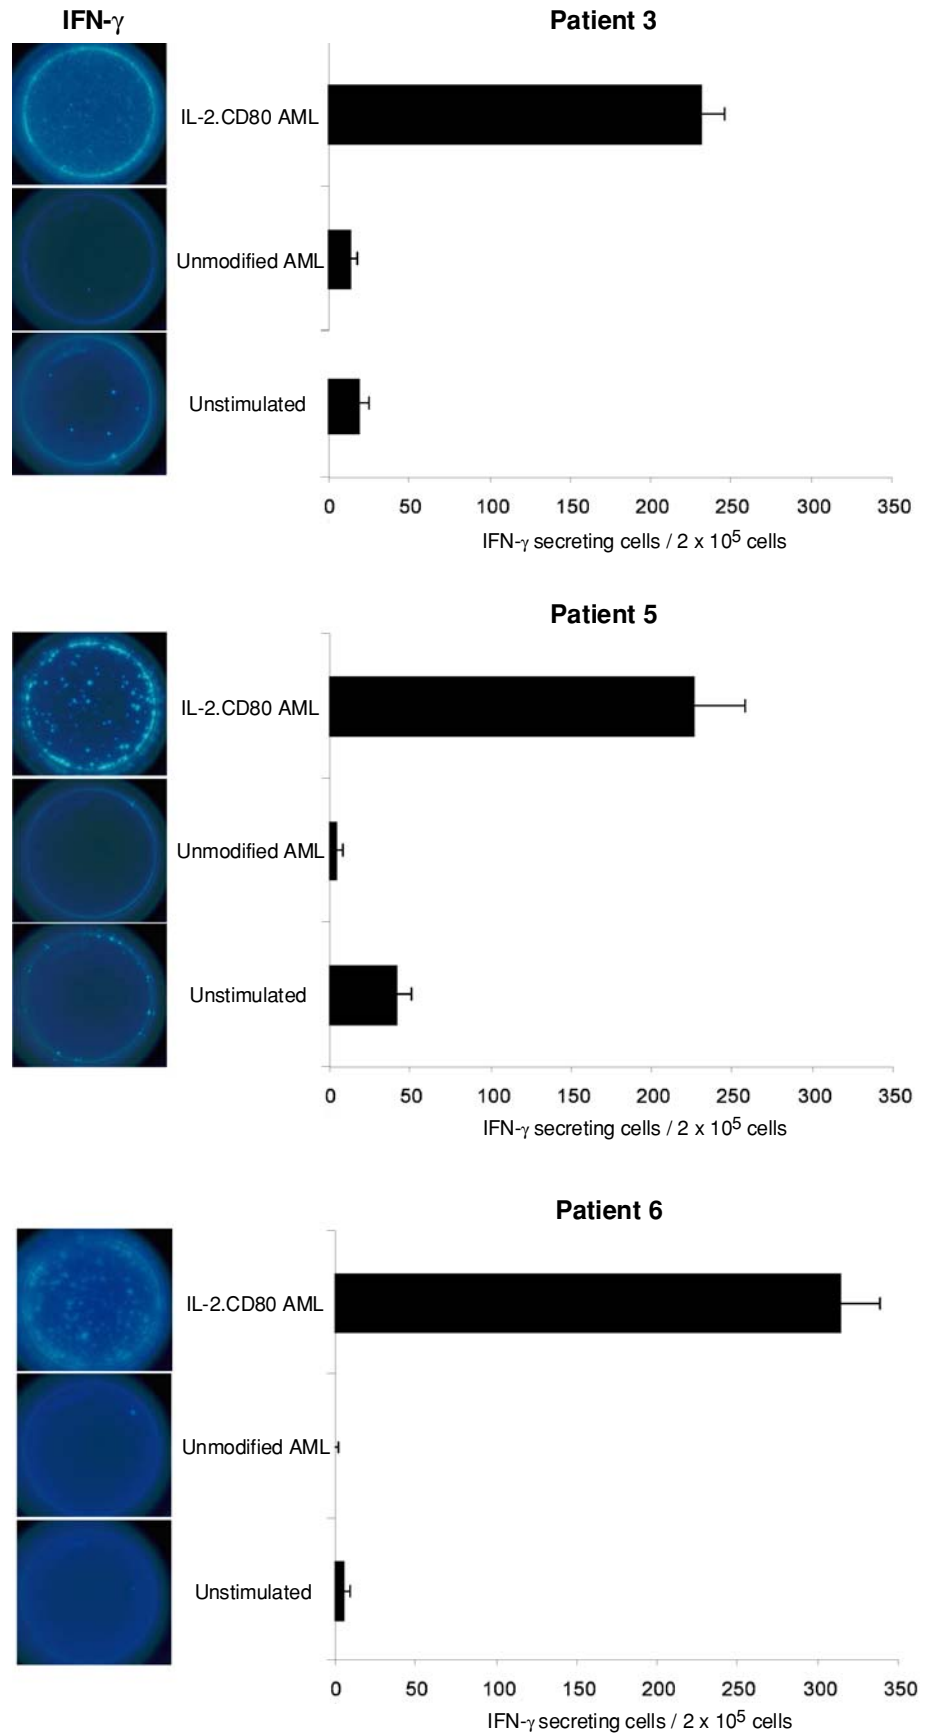 IFN-γ
Patient 3
IL-2.CD80 AML
Unmodified AML
Unstimulated
0 50 100 150 200 250 300 350
IFN-γ secreting cells / 2 x 10⁵ cells
Patient 5
IL-2.CD80 AML
Unmodified AML
Unstimulated
0 50 100 150 200 250 300 350
IFN-γ secreting cells / 2 x 10⁵ cells
Patient 6
IL-2.CD80 AML
Unmodified AML
Unstimulated
0 50 100 150 200 250 300 350
IFN-γ secreting cells / 2 x 10⁵ cells